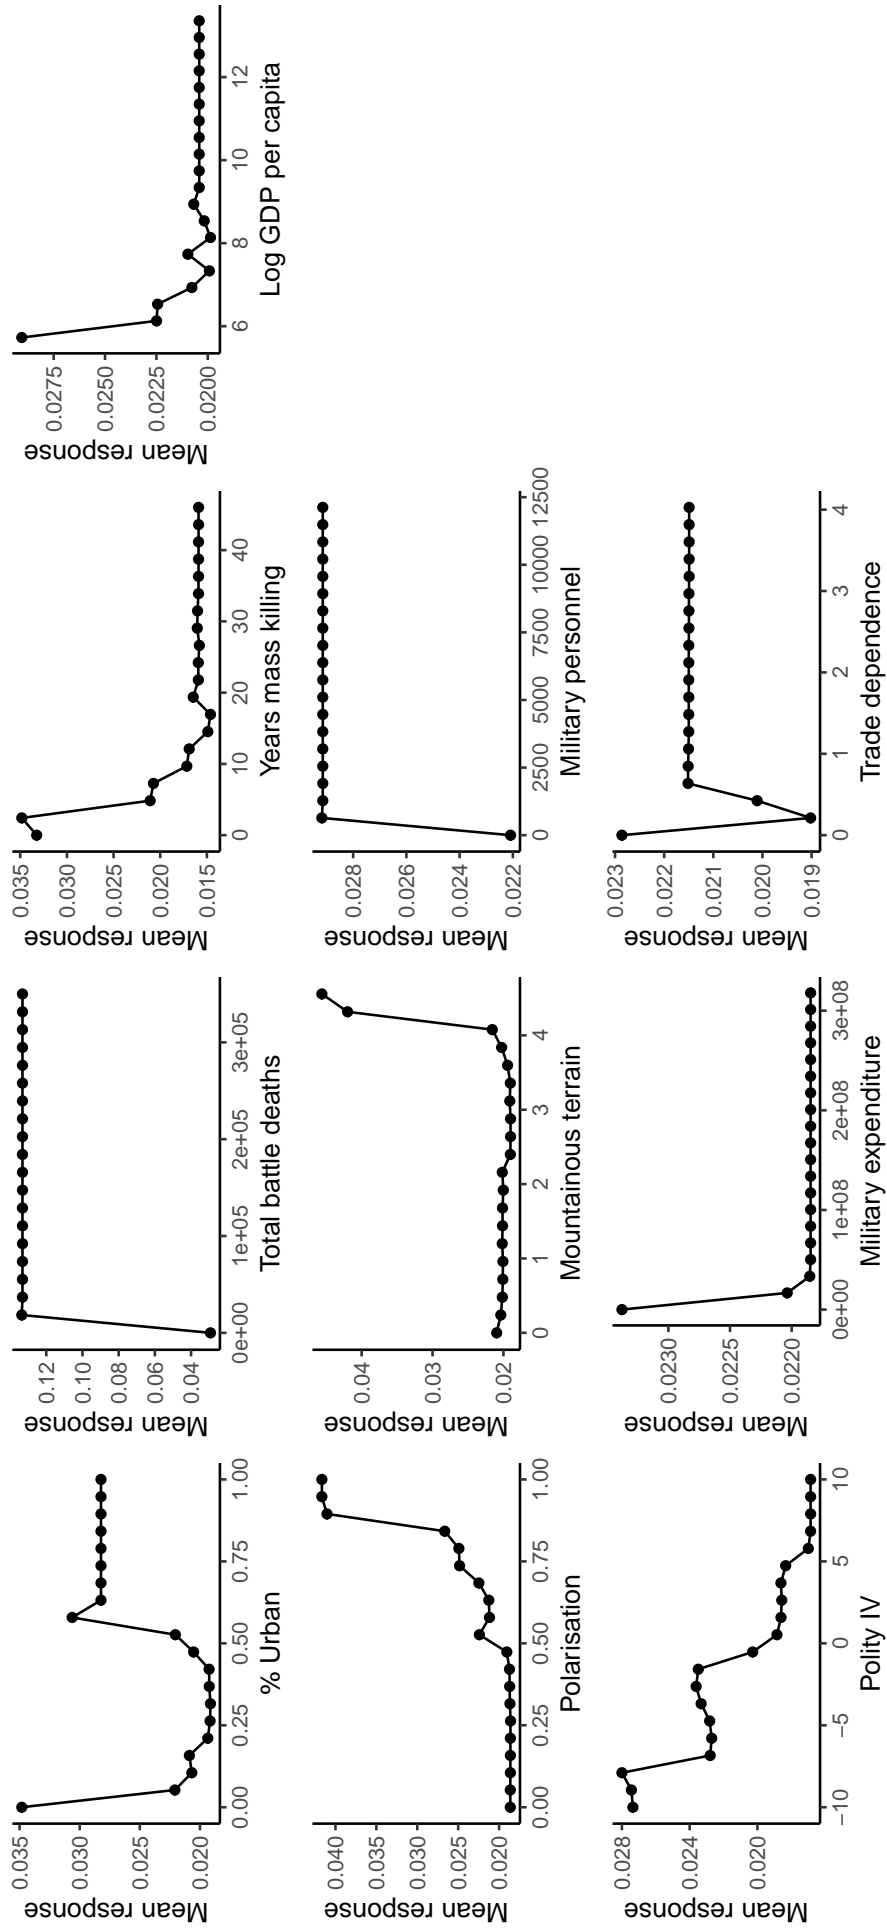 Mean response
0.035
0.030
0.025
0.020
0.00 0.25 0.50 0.75 1.00
% Urban
Mean response
0.12
0.10
0.08
0.06
0.04
0e+00 1e+05 2e+05 3e+05
Total battle deaths
Mean response
0.035
0.030
0.025
0.020
0.015
0 10 20 30 40
Years mass killing
Mean response
0.0275
0.0250
0.0225
0.0200
6 8 10 12
Log GDP per capita
Mean response
0.040
0.035
0.030
0.025
0.020
0.00 0.25 0.50 0.75 1.00
Polarisation
Mean response
0.04
0.03
0.02
0 1 2 3 4
Mountainous terrain
Mean response
0.028
0.026
0.024
0.022
0 2500 5000 7500 10000 12500
Military personnel
Mean response
0.028
0.024
0.020
−10 −5 0 5 10
Polity IV
Mean response
0.0230
0.0225
0.0220
0e+00 1e+08 2e+08 3e+08
Military expenditure
Mean response
0.023
0.022
0.021
0.020
0.019
0 1 2 3 4
Trade dependence